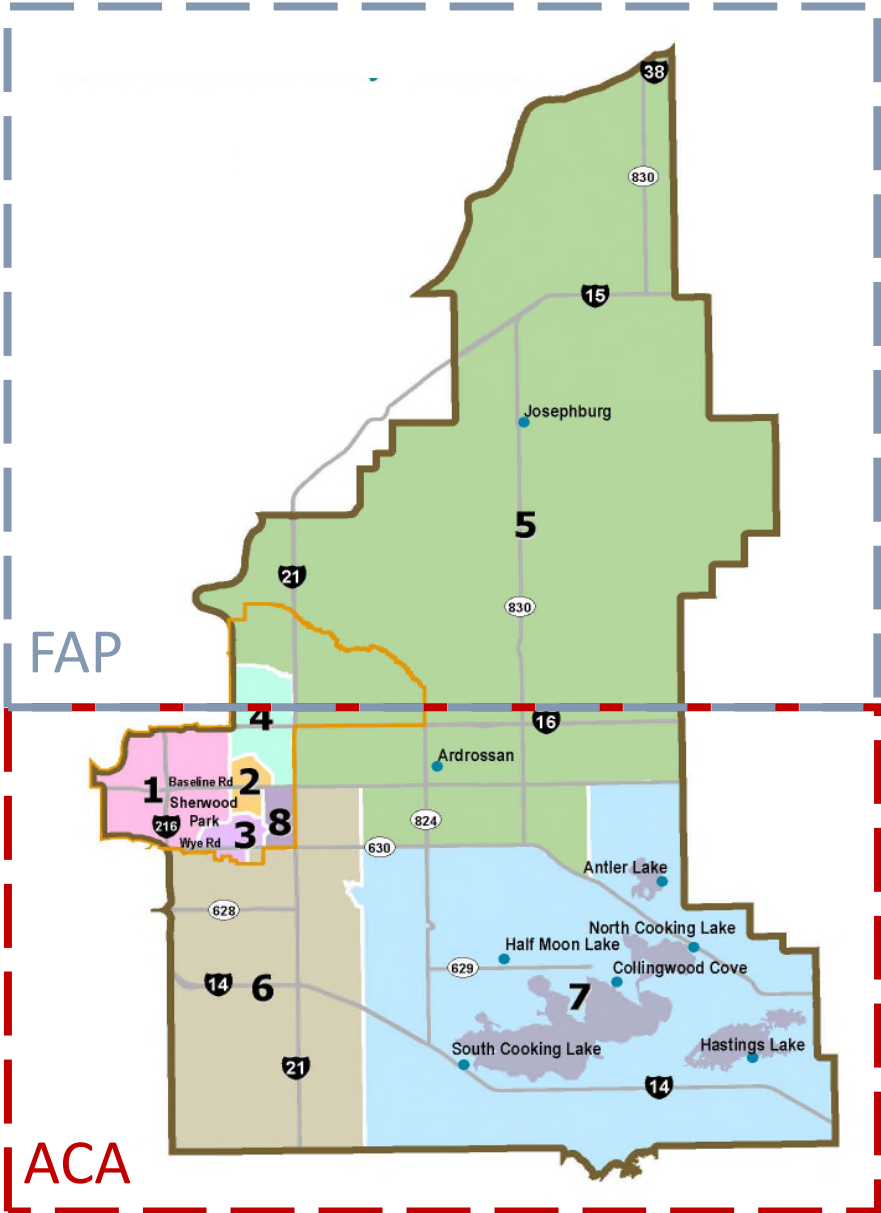 38
830
15
Josephburg
5
21
830
FAP
4
16
Ardrossan
Baseline Rd
2
1
Sherwood
Park
216
8
824
Wye Rd
3
630
Antler Lake
628
North Cooking Lake
Half Moon Lake
629
Collingwood Cove
14
6
7
South Cooking Lake
Hastings Lake
21
14
ACA